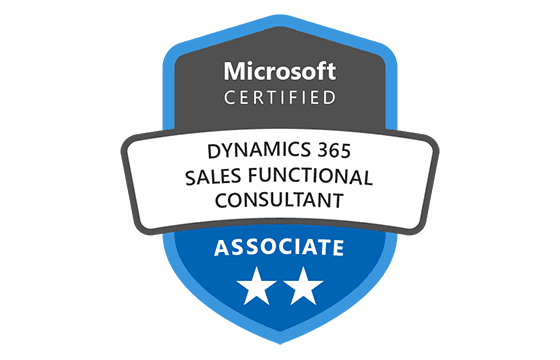 Microsoft
CERTIFIED
DYNAMICS 365
SALES FUNCTIONAL
CONSULTANT
ASSOCIATE